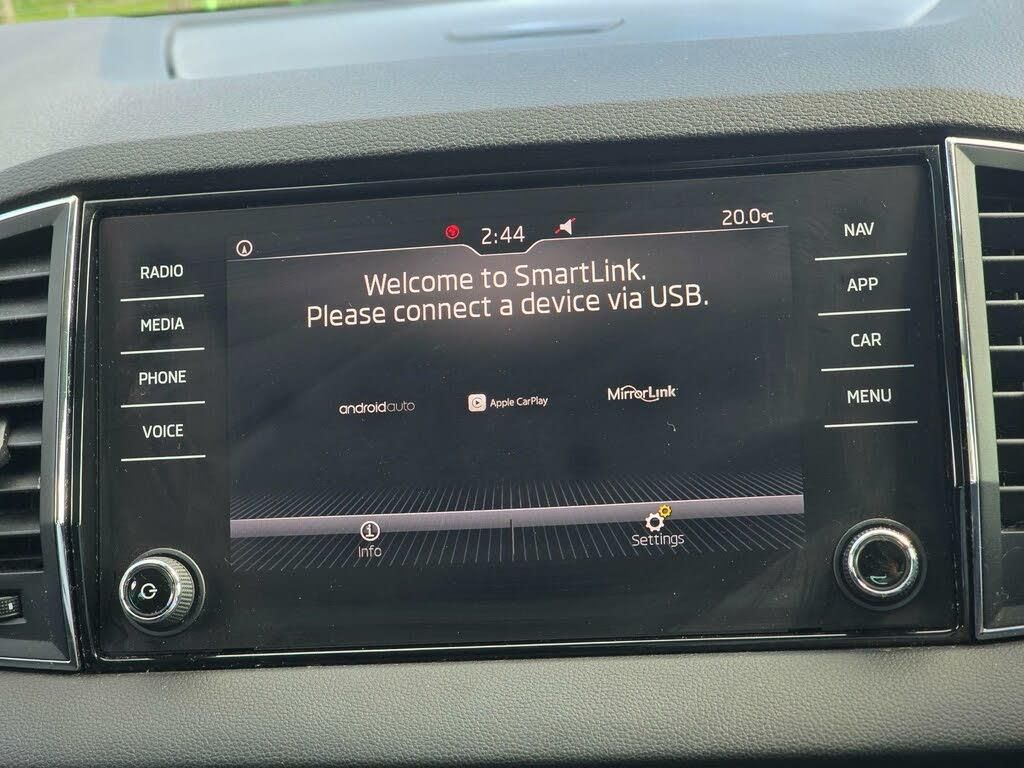 2:44
20.0°C
Welcome to SmartLink.
Please connect a device via USB.
androidauto
Apple CarPlay
MirrorLink
Info
Settings
RADIO
MEDIA
PHONE
VOICE
NAV
APP
CAR
MENU